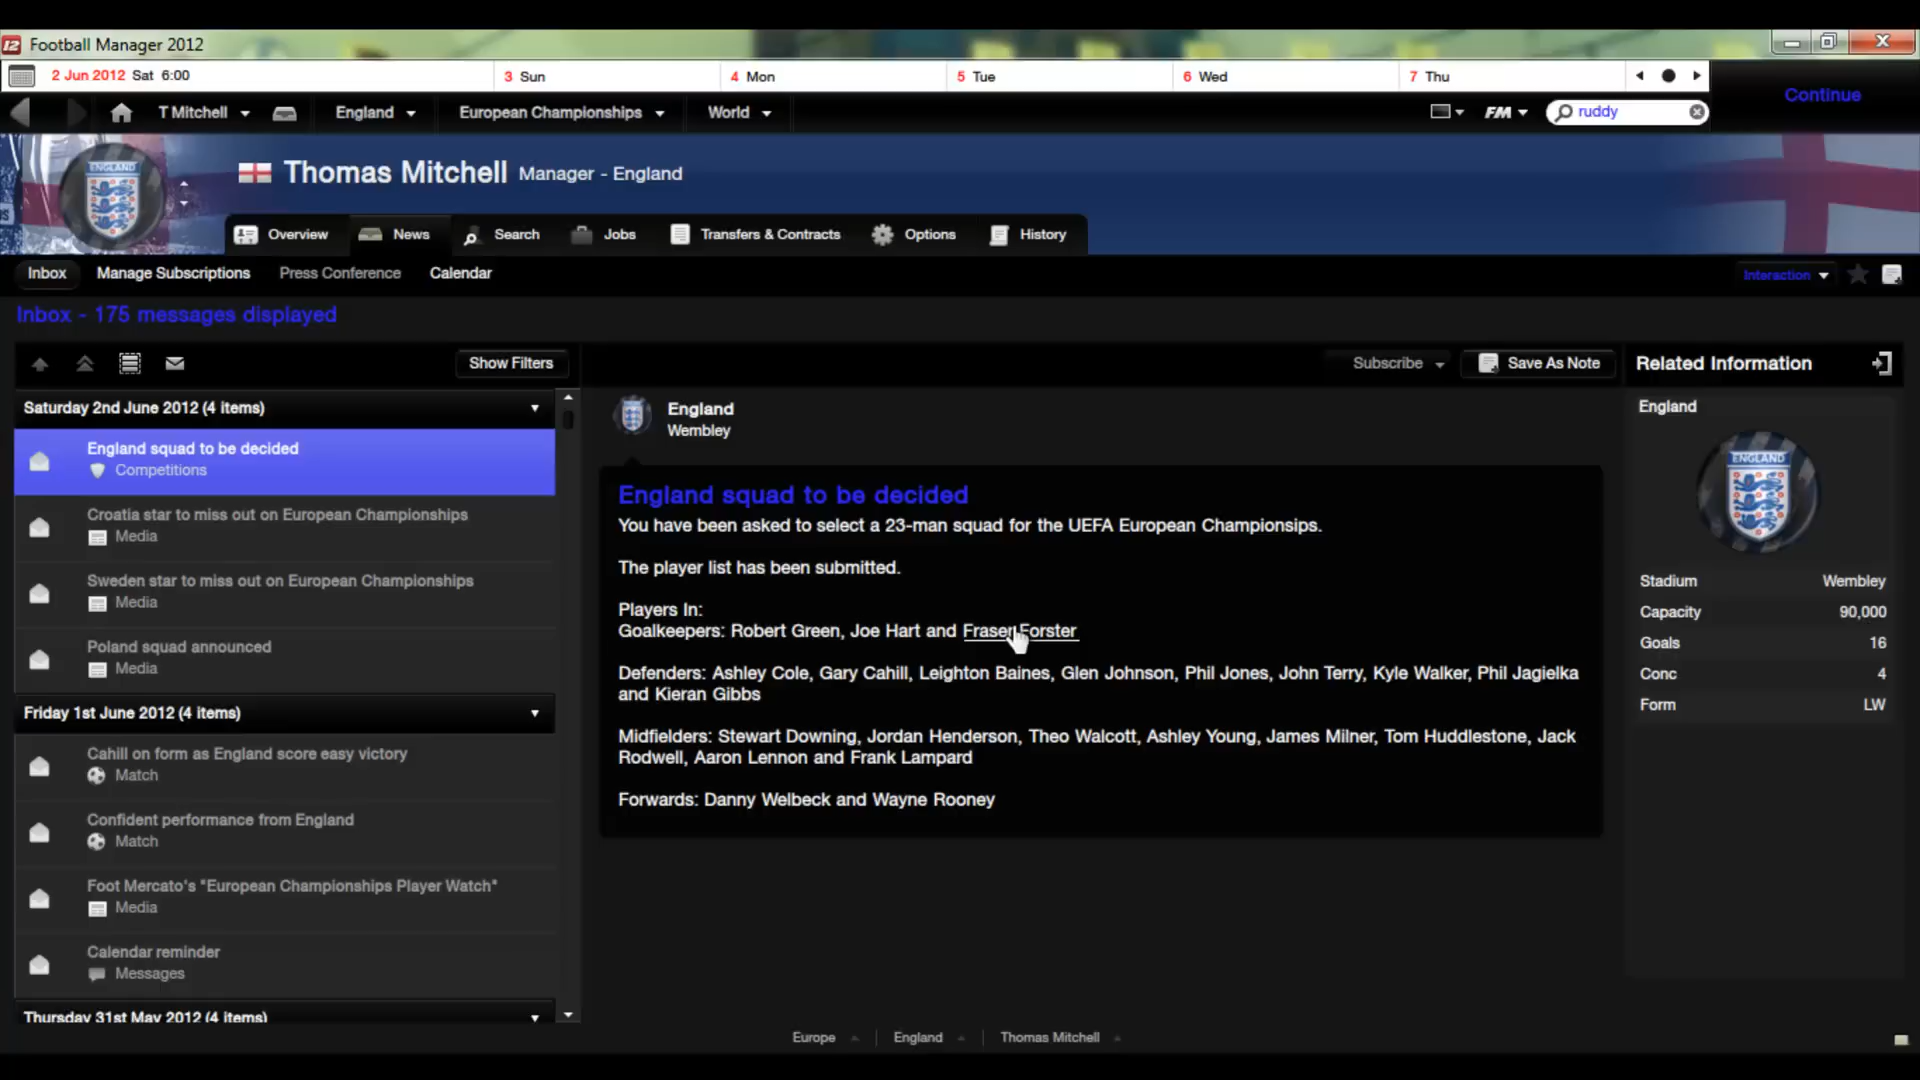 Football Manager 2012
2 Jun 2012 Sat 6:00
3 Sun
4 Mon
5 Tue
6 Wed
7 Thu
Continue
T Mitchell
England
European Championships
World
FM
ruddy
ENGLAND
Thomas Mitchell Manager - England
Overview
News
Search
Jobs
Transfers & Contracts
Options
History
Inbox
Manage Subscriptions
Press Conference
Calendar
Interaction
Inbox - 175 messages displayed
Show Filters
Subscribe
Save As Note
Related Information
Saturday 2nd June 2012 (4 items)
England squad to be decided
Competitions
Croatia star to miss out on European Championships
Media
Sweden star to miss out on European Championships
Media
Poland squad announced
Media
Friday 1st June 2012 (4 items)
Cahill on form as England score easy victory
Match
Confident performance from England
Match
Foot Mercato's "European Championships Player Watch"
Media
Calendar reminder
Messages
Thursday 31st May 2012 (4 items)
England
Wembley
England squad to be decided
You have been asked to select a 23-man squad for the UEFA European Championsips.
The player list has been submitted.
Players In:
Goalkeepers: Robert Green, Joe Hart and Fraser Forster
Defenders: Ashley Cole, Gary Cahill, Leighton Baines, Glen Johnson, Phil Jones, John Terry, Kyle Walker, Phil Jagielka
and Kieran Gibbs
Midfielders: Stewart Downing, Jordan Henderson, Theo Walcott, Ashley Young, James Milner, Tom Huddlestone, Jack
Rodwell, Aaron Lennon and Frank Lampard
Forwards: Danny Welbeck and Wayne Rooney
England
ENGLAND
Stadium Wembley
Capacity 90,000
Goals 16
Conc 4
Form LW
Europe
England
Thomas Mitchell